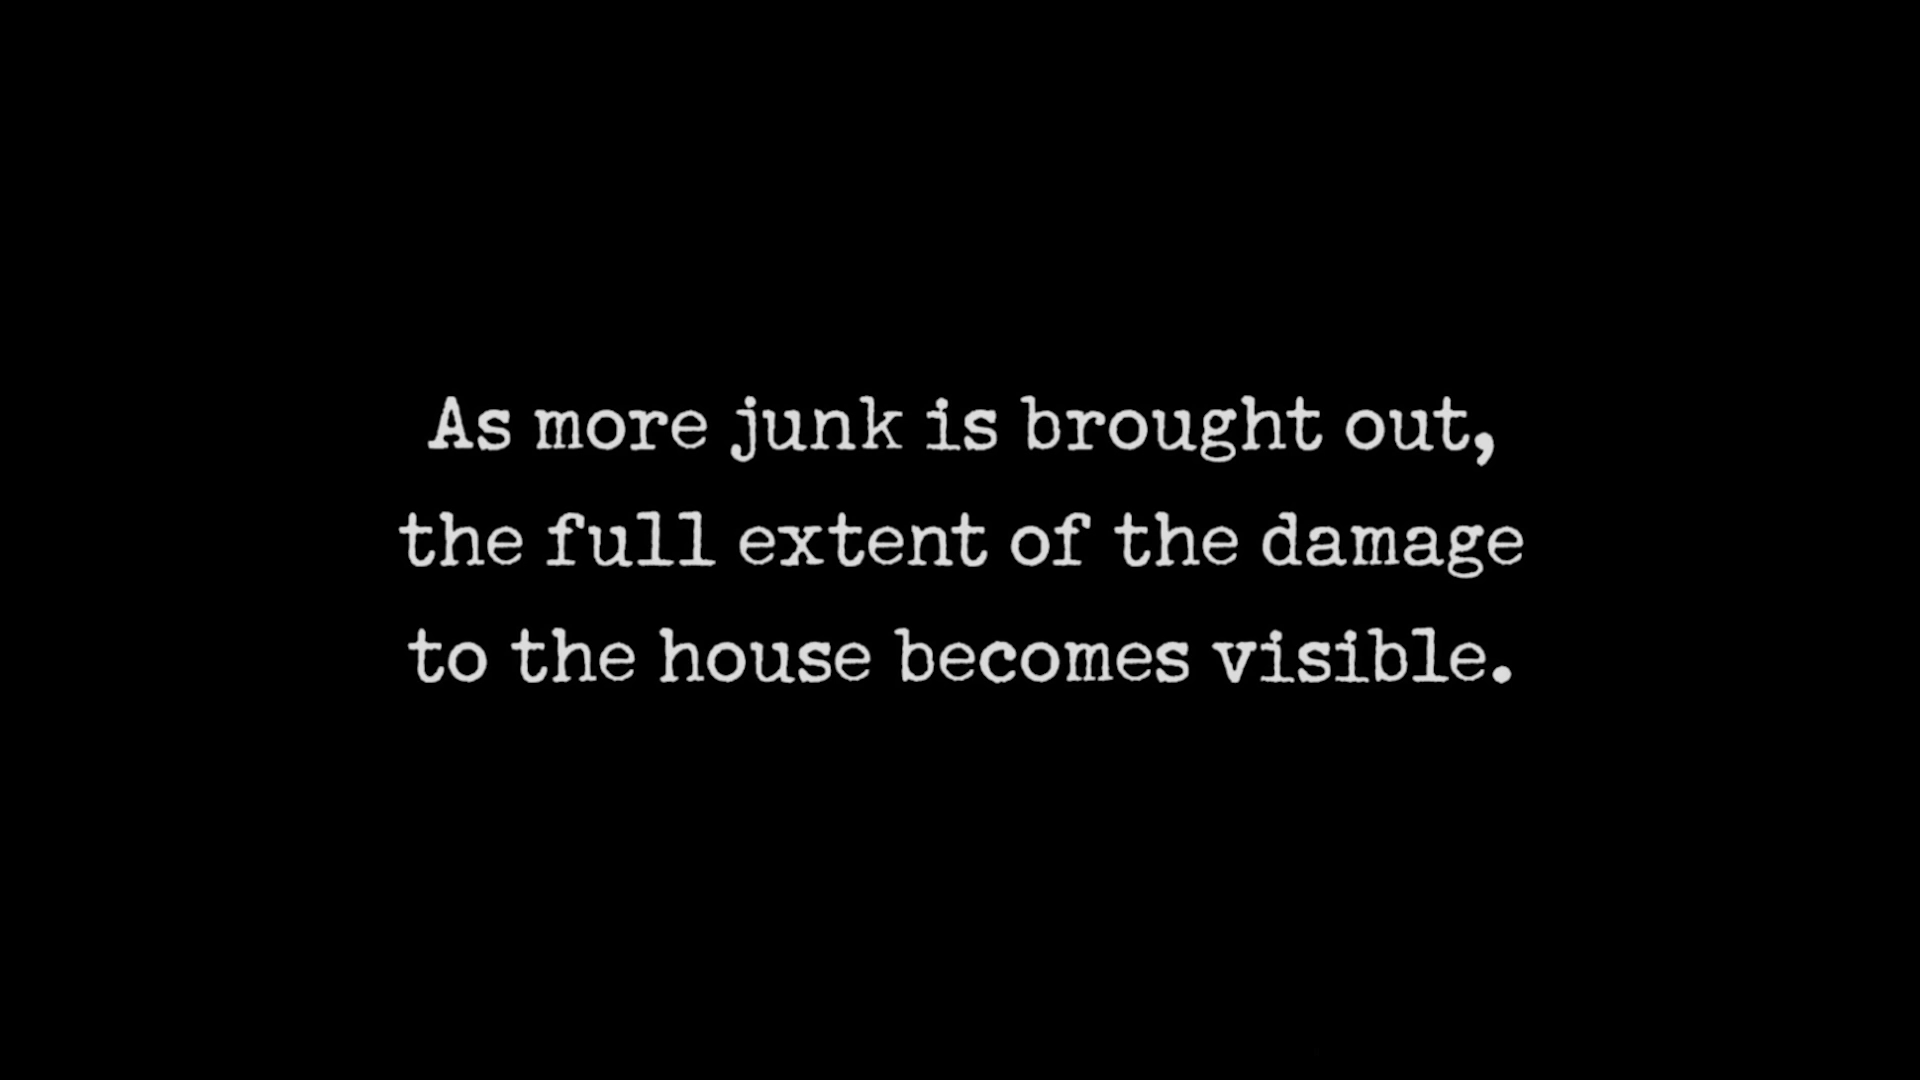 As more junk is brought out,
the full extent of the damage
to the house becomes visible.